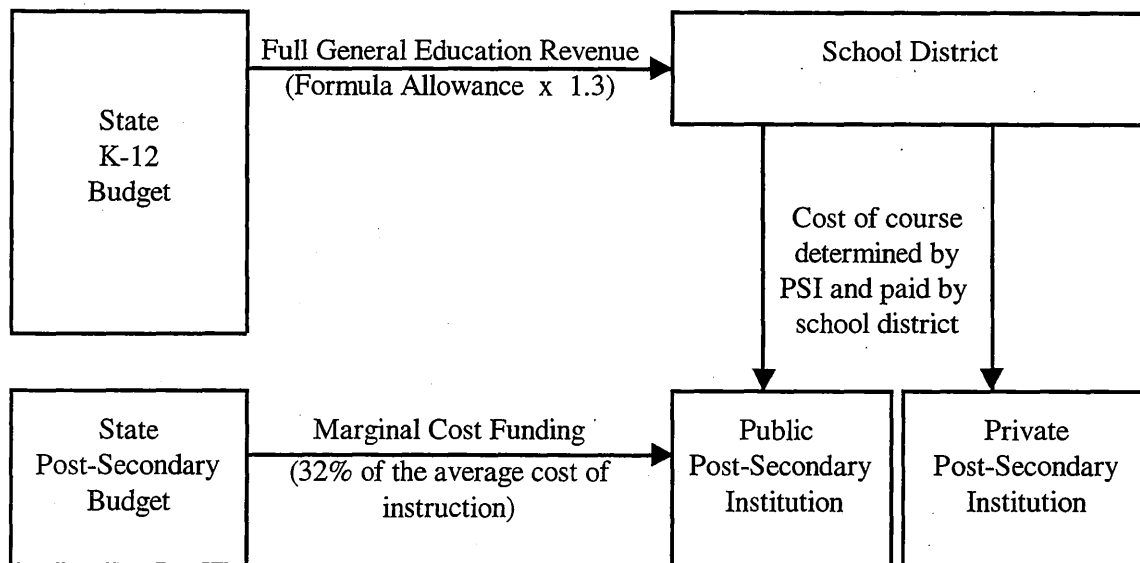 State
K-12
Budget
Full General Education Revenue
(Formula Allowance x 1.3)
School District
Cost of course
determined by
PSI and paid by
school district
State
Post-Secondary
Budget
Marginal Cost Funding
(32% of the average cost of
instruction)
Public
Post-Secondary
Institution
Private
Post-Secondary
Institution